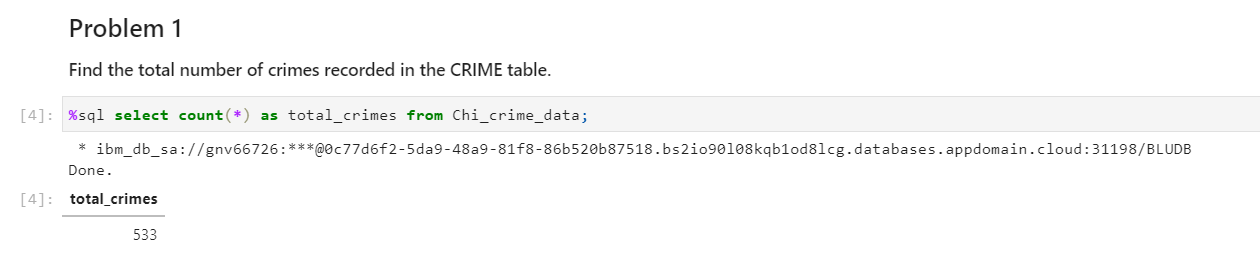 Problem 1
Find the total number of crimes recorded in the CRIME table.
[4]: %sql select count(*) as total_crimes from Chi_crime_data;
* ibm_db_sa://gnv66726:***@0c77d6f2-5da9-48a9-81f8-86b520b87518.bs2io90l08kqb1od8lcg.databases.appdomain.cloud:31198/BLUDB
Done.
[4]: total_crimes
533